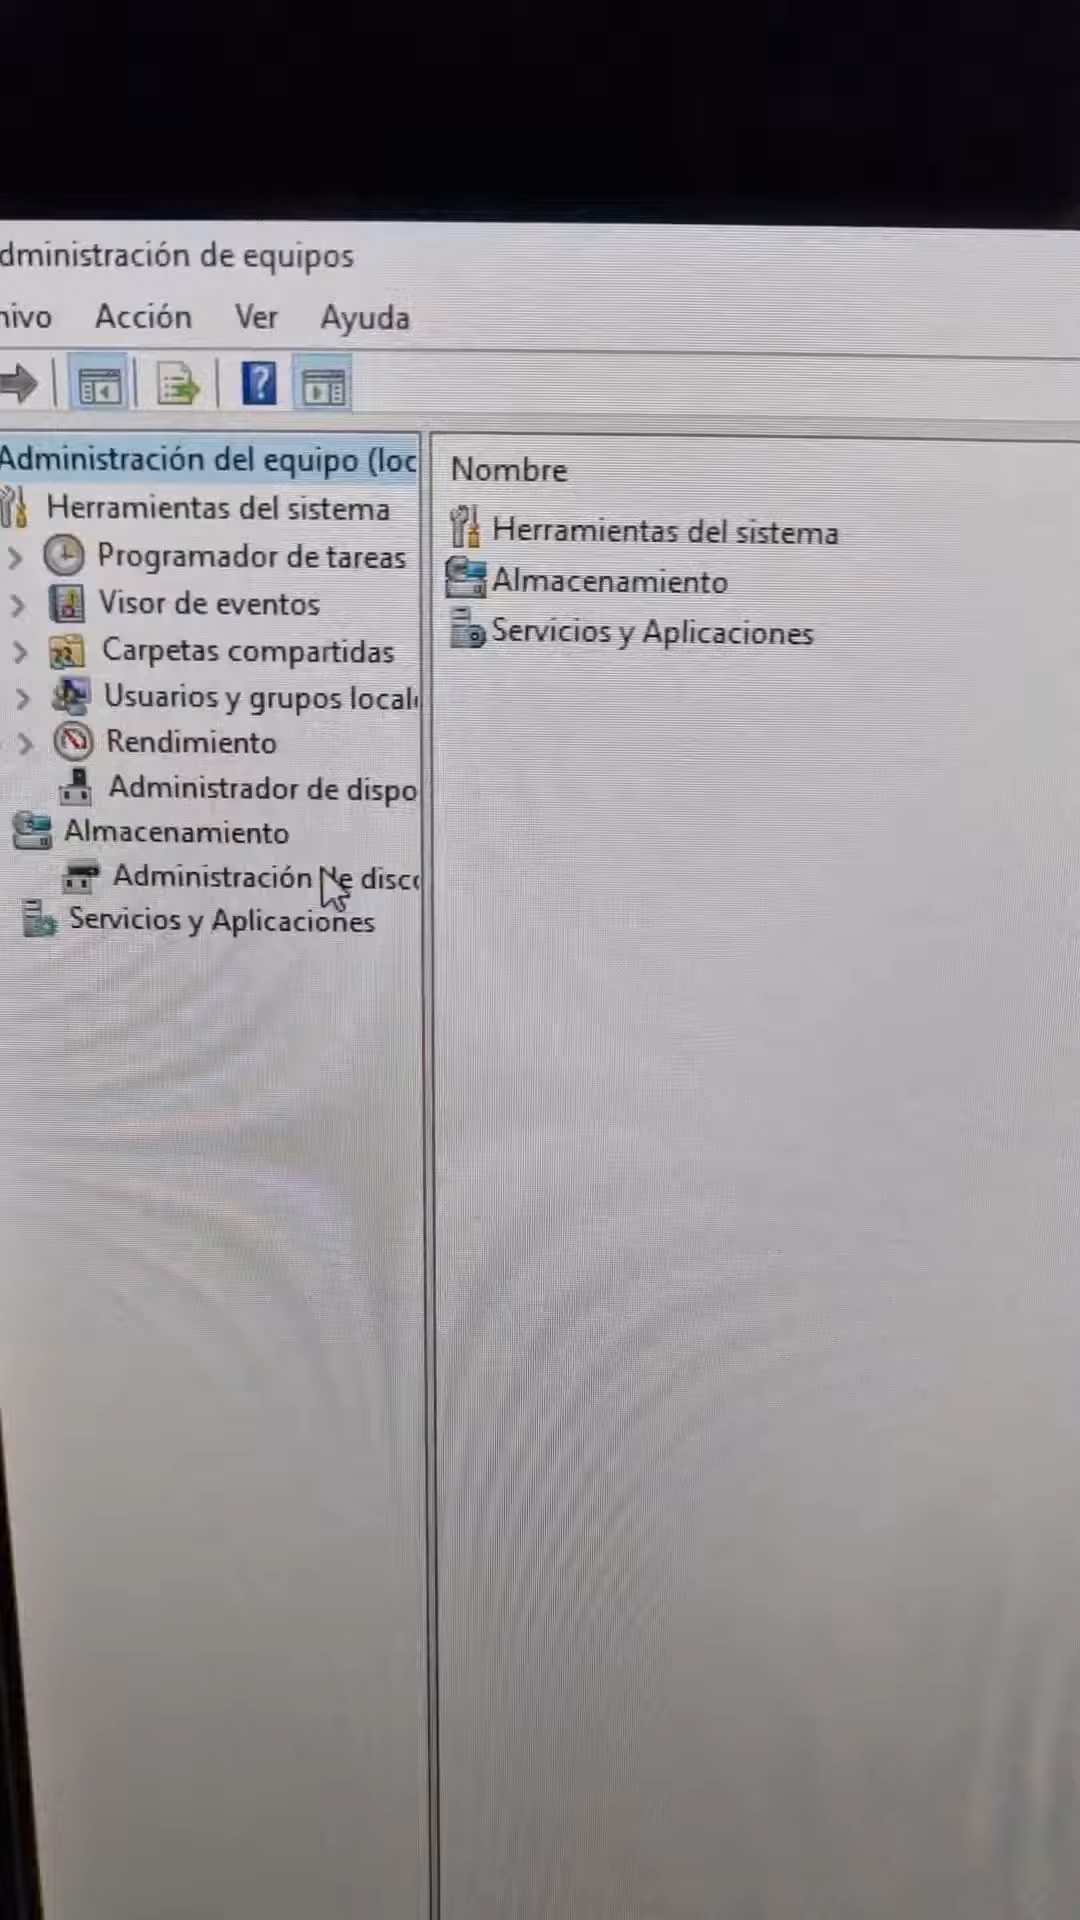 dministración de equipos
hivo Acción Ver Ayuda
Administración del equipo (loc
Herramientas del sistema
Programador de tareas
Visor de eventos
Carpetas compartidas
Usuarios y grupos local
Rendimiento
Administrador de dispo
Almacenamiento
Administración de disco
Servicios y Aplicaciones
Nombre
Herramientas del sistema
Almacenamiento
Servicios y Aplicaciones